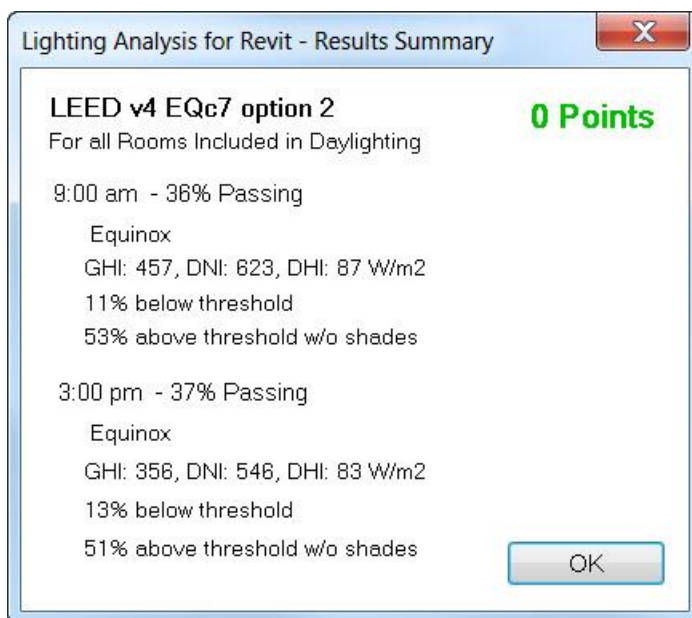 Lighting Analysis for Revit - Results Summary
X
LEED v4 EQc7 option 2
0 Points
For all Rooms Included in Daylighting
9:00 am - 36% Passing
Equinox
GHI: 457, DNI: 623, DHI: 87 W/m2
11% below threshold
53% above threshold w/o shades
3:00 pm - 37% Passing
Equinox
GHI: 356, DNI: 546, DHI: 83 W/m2
13% below threshold
51% above threshold w/o shades
OK